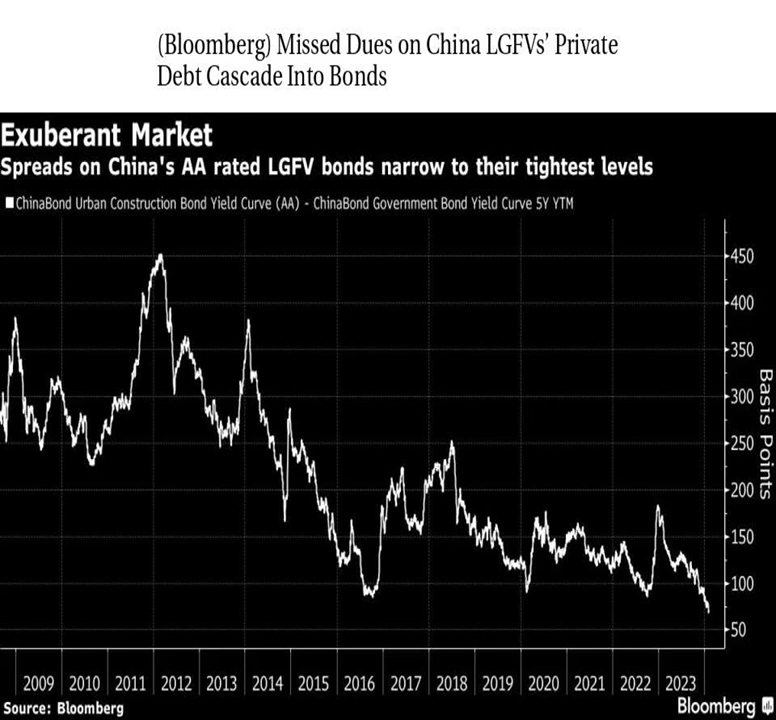 (Bloomberg) Missed Dues on China LGFVs’ Private
Debt Cascade Into Bonds
Exuberant Market
Spreads on China's AA rated LGFV bonds narrow to their tightest levels
ChinaBond Urban Construction Bond Yield Curve (AA) - ChinaBond Government Bond Yield Curve 5Y YTM
450
400
350
300
250
200
150
100
50
Basis Points
2009 2010 2011 2012 2013 2014 2015 2016 2017 2018 2019 2020 2021 2022 2023
Source: Bloomberg
Bloomberg